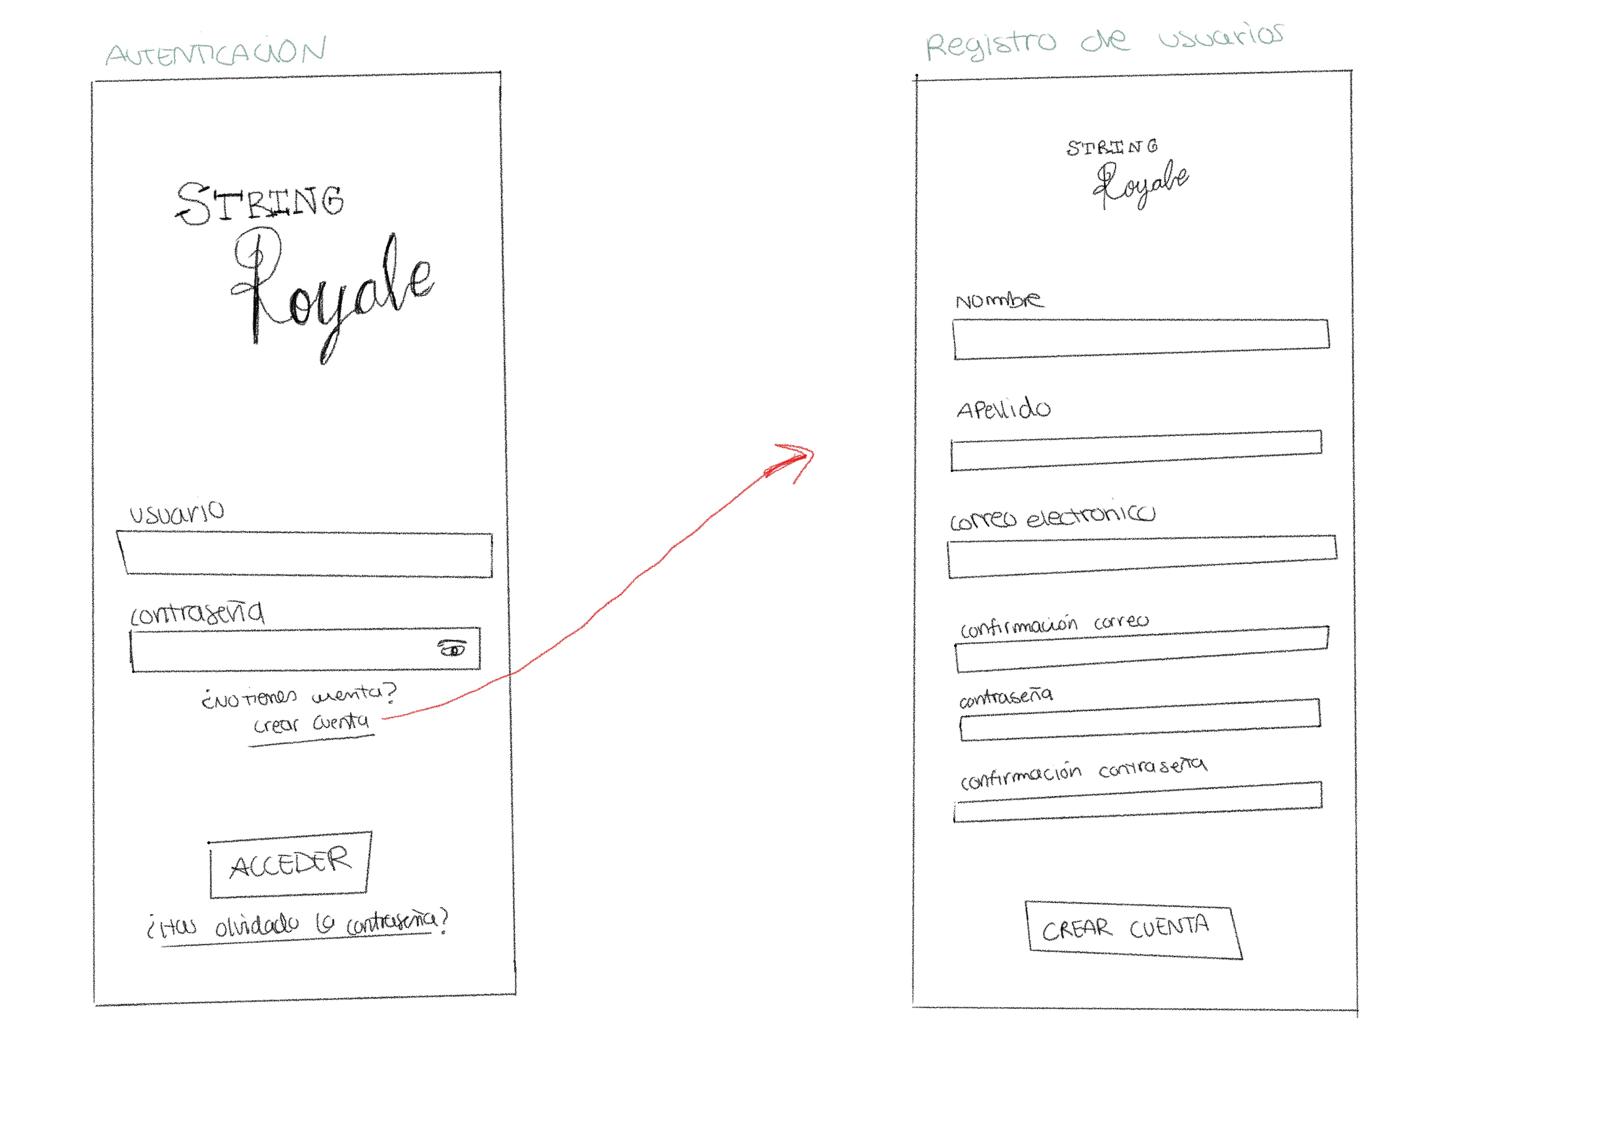 AUTENTICACION
STRING
Royale
usuario
contraseña
¿No tienes cuenta?
crear cuenta
ACCEDER
¿Has olvidado la contraseña?
Registro de usuarios
STRING
Royale
Nombre
Apellido
correo electronico
confirmación correo
contraseña
confirmación contraseña
CREAR CUENTA